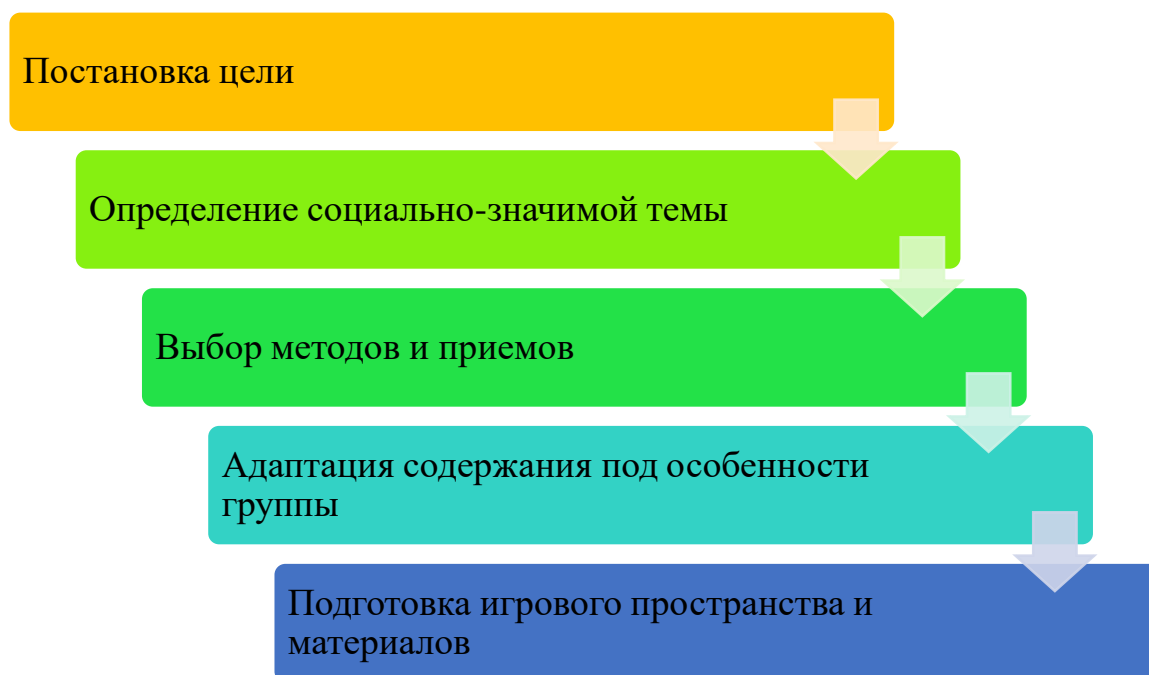 Постановка цели
Определение социально-значимой темы
Выбор методов и приемов
Адаптация содержания под особенности
группы
Подготовка игрового пространства и
материалов